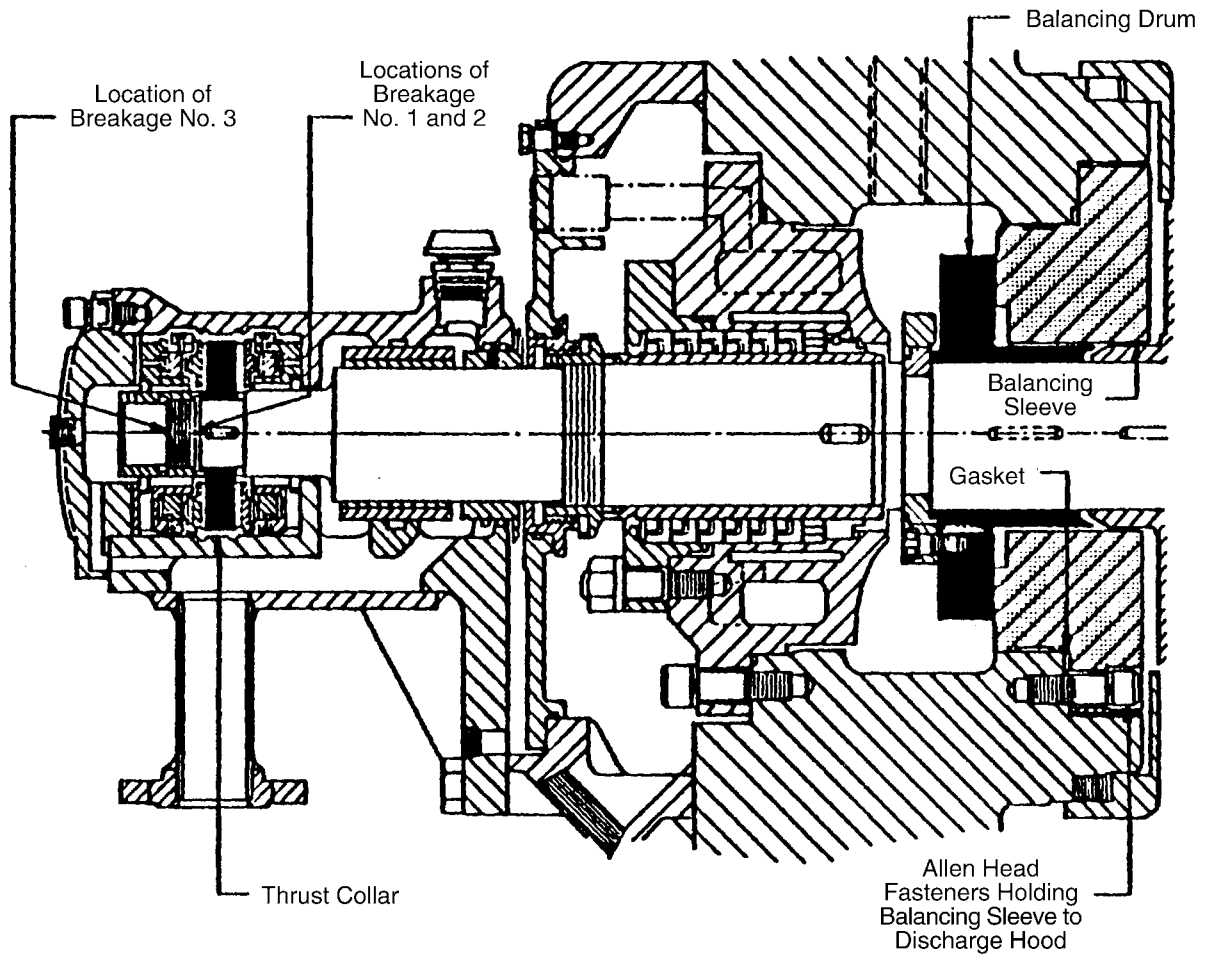 Balancing Drum
Locations of
Breakage
No. 1 and 2
Location of
Breakage No. 3
Balancing
Sleeve
Gasket
Thrust Collar
Allen Head
Fasteners Holding
Balancing Sleeve to
Discharge Hood